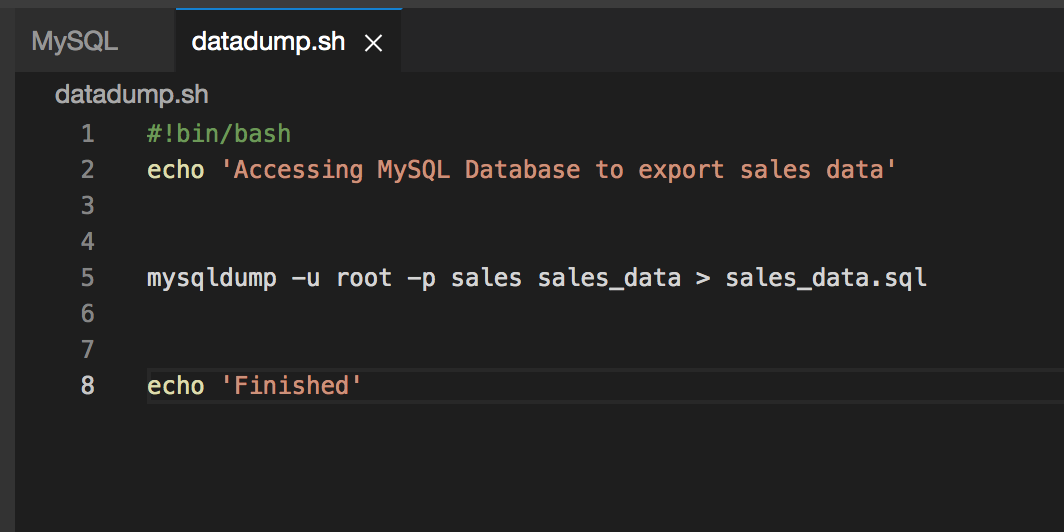 MySQL datadump.sh
datadump.sh
1 #!bin/bash
2 echo 'Accessing MySQL Database to export sales data'
3
4
5 mysqldump -u root -p sales sales_data > sales_data.sql
6
7
8 echo 'Finished'